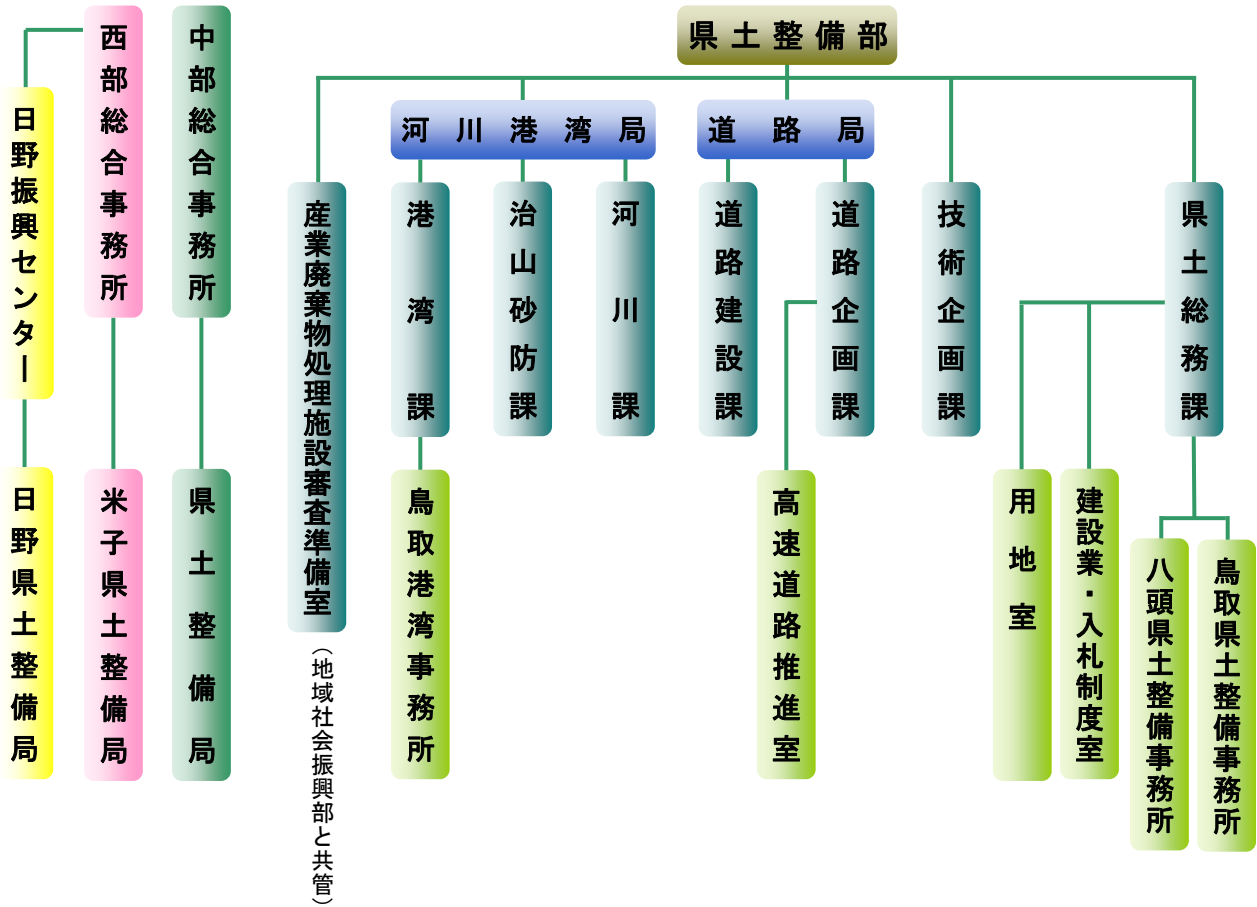 県土整備部
河川港湾局
道路局
県土総務課
技術企画課
道路企画課
道路建設課
河川課
治山砂防課
港湾課
産業廃棄物処理施設審査準備室
(地域社会振興部と共管)
鳥取県土整備事務所
八頭県土整備事務所
建設業・入札制度室
用地室
高速道路推進室
鳥取港湾事務所
中部総合事務所
県土整備局
西部総合事務所
米子県土整備局
日野振興センター
日野県土整備局